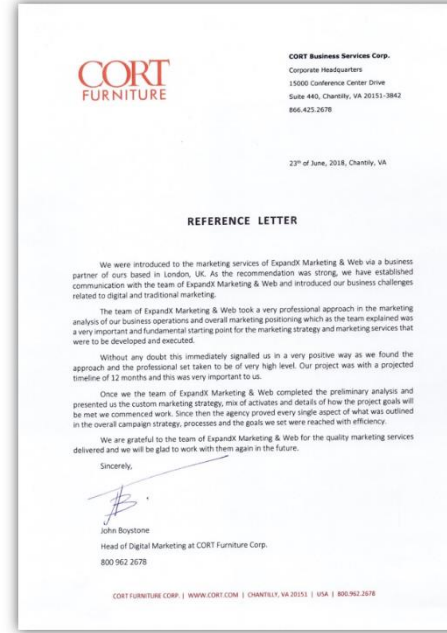 CORT
FURNITURE
CORT Business Services Corp.
Corporate Headquarters
15000 Conference Center Drive
Suite 440, Chantilly, VA 20151-3842
866.425.2678
23rd of June, 2018, Chantily, VA
REFERENCE LETTER
We were introduced to the marketing services of ExpandX Marketing & Web via a business
partner of ours based in London, UK. As the recommendation was strong, we have established
communication with the team of ExpandX Marketing & Web and introduced our business challenges
related to digital and traditional marketing.
The team of ExpandX Marketing & Web took a very professional approach in the marketing
analysis of our business operations and overall marketing positioning which as the team explained was
a very important and fundamental starting point for the marketing strategy and marketing services that
were to be developed and executed.
Without any doubt this immediately signalled us in a very positive way as we found the
approach and the professional set taken to be of very high level. Our project was with a projected
timeline of 12 months and this was very important to us.
Once we the team of ExpandX Marketing & Web completed the preliminary analysis and
presented us the custom marketing strategy, mix of activates and details of how the project goals will
be met we commenced work. Since then the agency proved every single aspect of what was outlined
in the overall campaign strategy, processes and the goals we set were reached with efficiency.
We are grateful to the team of ExpandX Marketing & Web for the quality marketing services
delivered and we will be glad to work with them again in the future.
Sincerely,
John Boystone
Head of Digital Marketing at CORT Furniture Corp.
800 962 2678
CORT FURNITURE CORP. | WWW.CORT.COM | CHANTILLY, VA 20151 | USA | 800.962.2678